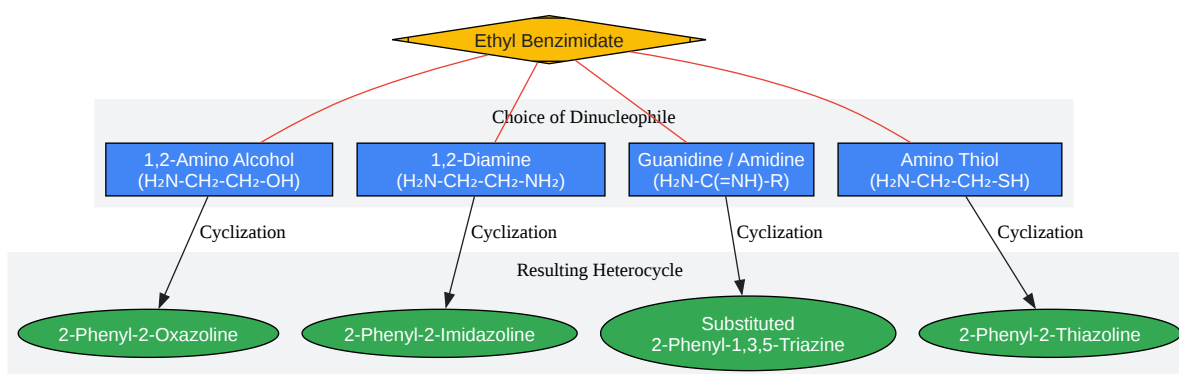 Ethyl Benzimidate
Choice of Dinucleophile
1,2-Amino Alcohol
(H₂N-CH₂-CH₂-OH)
1,2-Diamine
(H₂N-CH₂-CH₂-NH₂)
Guanidine / Amidine
(H₂N-C(=NH)-R)
Amino Thiol
(H₂N-CH₂-CH₂-SH)
Cyclization
Cyclization
Cyclization
Cyclization
Resulting Heterocycle
2-Phenyl-2-Oxazoline
2-Phenyl-2-Imidazoline
Substituted
2-Phenyl-1,3,5-Triazine
2-Phenyl-2-Thiazoline